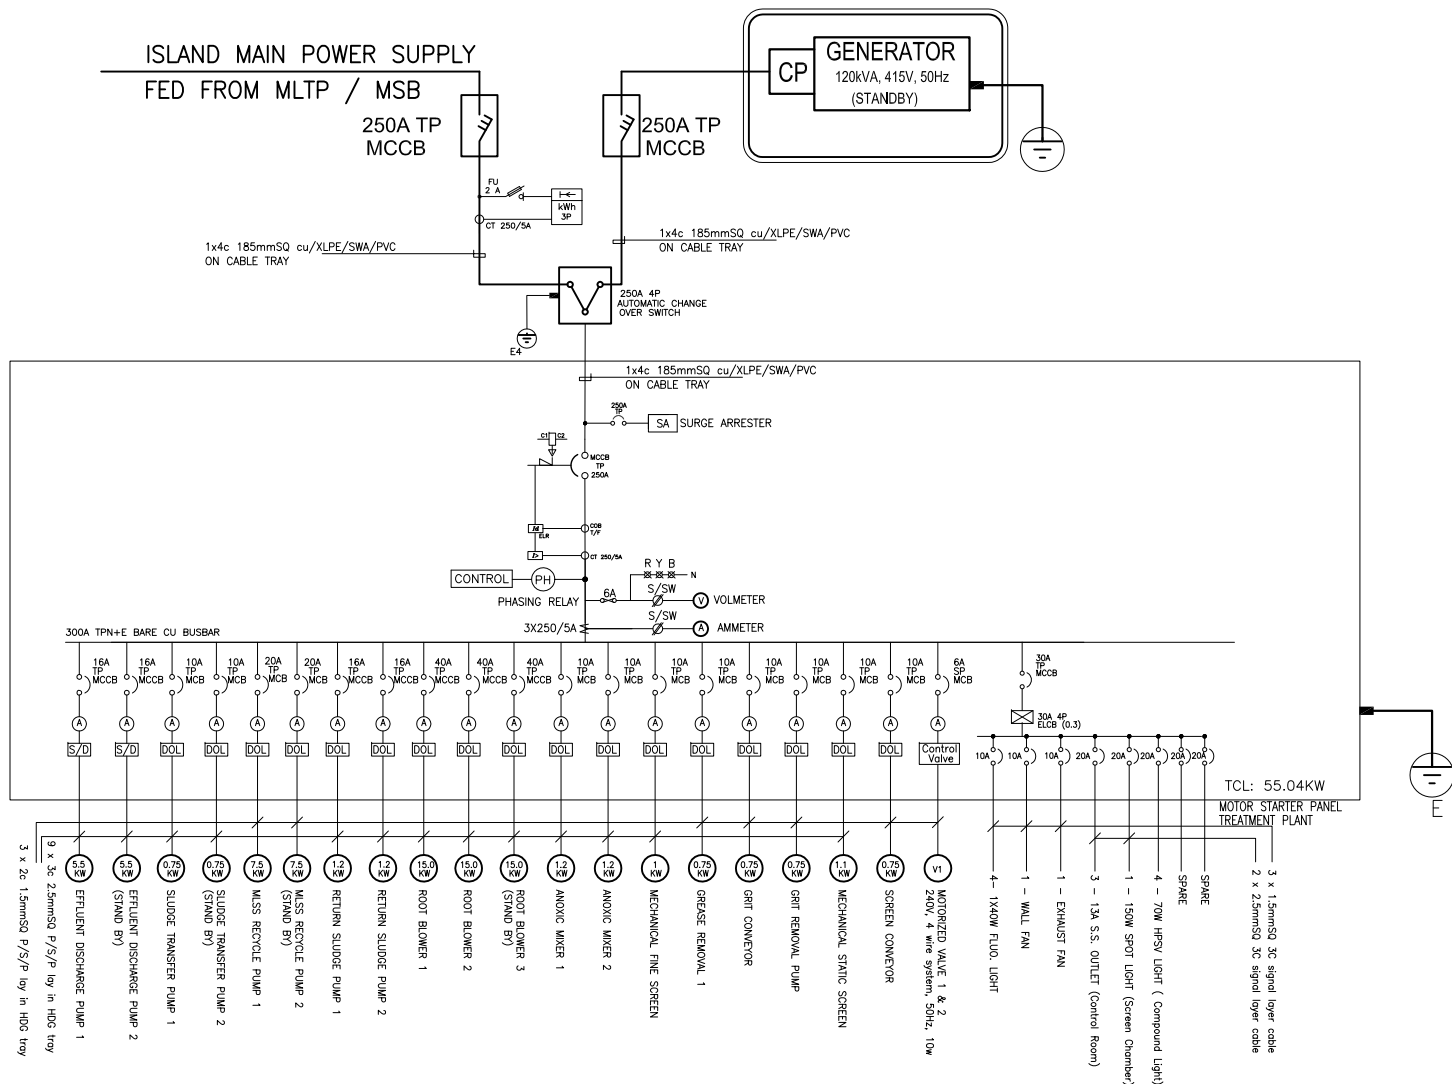 ISLAND MAIN POWER SUPPLY
FED FROM MLTP / MSB
250A TP
MCCB
250A TP
MCCB
CP
GENERATOR
120kVA, 415V, 50Hz
(STANDBY)
FU
2 A
kWh
3P
CT 250/5A
1x4c 185mmSQ cu/XLPE/SWA/PVC
ON CABLE TRAY
1x4c 185mmSQ cu/XLPE/SWA/PVC
ON CABLE TRAY
250A 4P
AUTOMATIC CHANGE
OVER SWITCH
E4
1x4c 185mmSQ cu/XLPE/SWA/PVC
ON CABLE TRAY
250A
TP
SA
SURGE ARRESTER
C1
C2
MCCB
TP
250A
ELR
COB
T/F
I>
CT 250/5A
CONTROL
PH
PHASING RELAY
R Y B
N
6A
S/SW
V
VOLMETER
3X250/5A
S/SW
A
AMMETER
300A TPN+E BARE CU BUSBAR
16A
TP
MCCB
16A
TP
MCCB
10A
TP
MCB
10A
TP
MCB
20A
TP
MCB
20A
TP
MCB
16A
TP
MCCB
16A
TP
MCCB
40A
TP
MCCB
40A
TP
MCCB
40A
TP
MCCB
10A
TP
MCB
10A
TP
MCB
10A
TP
MCB
10A
TP
MCB
10A
TP
MCB
10A
TP
MCB
10A
TP
MCB
10A
TP
MCB
6A
SP
MCB
30A
TP
MCCB
A A A A A A A A A A A A A A A A A A A
S/D S/D DOL DOL DOL DOL DOL DOL DOL DOL DOL DOL DOL DOL DOL DOL DOL DOL DOL
Control
Valve
30A 4P
ELCB (0.3)
10A 10A 10A 20A 20A 20A 20A 20A
TCL: 55.04KW
MOTOR STARTER PANEL
TREATMENT PLANT
E
3 x 2c 1.5mmSQ P/S/P lay in HDG tray
9 x 3c 2.5mmSQ P/S/P lay in HDG tray
5.5
KW
EFFLUENT DISCHARGE PUMP 1
5.5
KW
EFFLUENT DISCHARGE PUMP 2
(STAND BY)
0.75
KW
SLUDGE TRANSFER PUMP 1
0.75
KW
SLUDGE TRANSFER PUMP 2
(STAND BY)
7.5
KW
MLSS RECYCLE PUMP 1
7.5
KW
MLSS RECYCLE PUMP 2
(STAND BY)
1.2
KW
RETURN SLUDGE PUMP 1
1.2
KW
RETURN SLUDGE PUMP 2
15.0
KW
ROOT BLOWER 1
15.0
KW
ROOT BLOWER 2
15.0
KW
ROOT BLOWER 3
(STAND BY)
1.2
KW
ANOXIC MIXER 1
1.2
KW
ANOXIC MIXER 2
1
KW
MECHANICAL FINE SCREEN
0.75
KW
GREASE REMOVAL 1
0.75
KW
GRIT CONVEYOR
0.75
KW
GRIT REMOVAL PUMP
1.1
KW
MECHANICAL STATIC SCREEN
0.75
KW
SCREEN CONVEYOR
V1
MOTORIZED VALVE 1 & 2
240V, 4 wire system, 50Hz, 10w
4- 1X40W FLUO. LIGHT
1 - WALL FAN
1 - EXHAUST FAN
3 - 13A S.S. OUTLET (Control Room)
1 - 150W SPOT LIGHT (Screen Chamber)
4 - 70W HPSV LIGHT ( Compound Light)
SPARE
SPARE
2 x 2.5mmSQ 3C signal layer cable
3 x 1.5mmSQ 3C signal layer cable